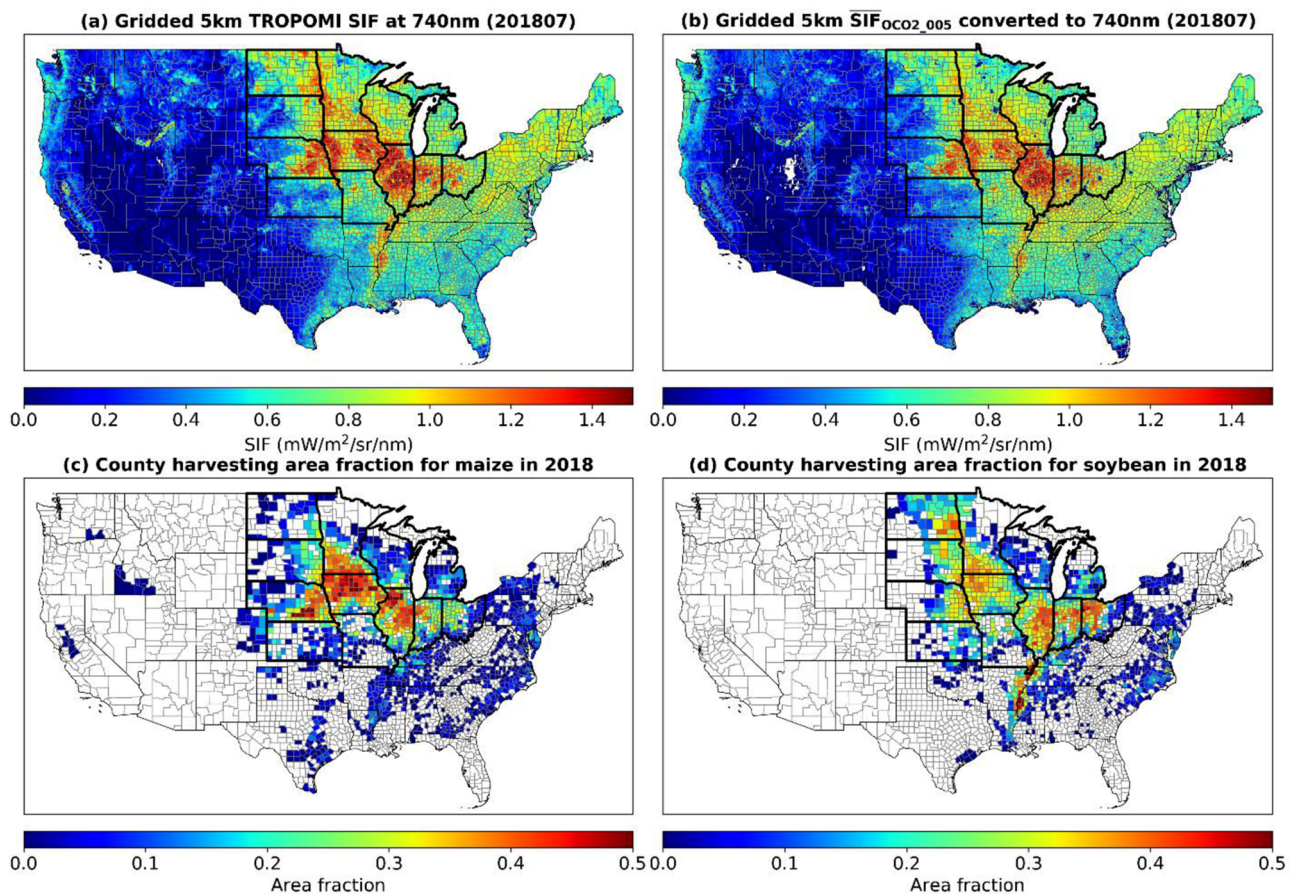 (a) Gridded 5km TROPOMI SIF at 740nm (201807)
(b) Gridded 5km SIF_OCO2_005 converted to 740nm (201807)
0.0 0.2 0.4 0.6 0.8 1.0 1.2 1.4
SIF (mW/m²/sr/nm)
0.0 0.2 0.4 0.6 0.8 1.0 1.2 1.4
SIF (mW/m²/sr/nm)
(c) County harvesting area fraction for maize in 2018
(d) County harvesting area fraction for soybean in 2018
0.0 0.1 0.2 0.3 0.4 0.5
Area fraction
0.0 0.1 0.2 0.3 0.4 0.5
Area fraction